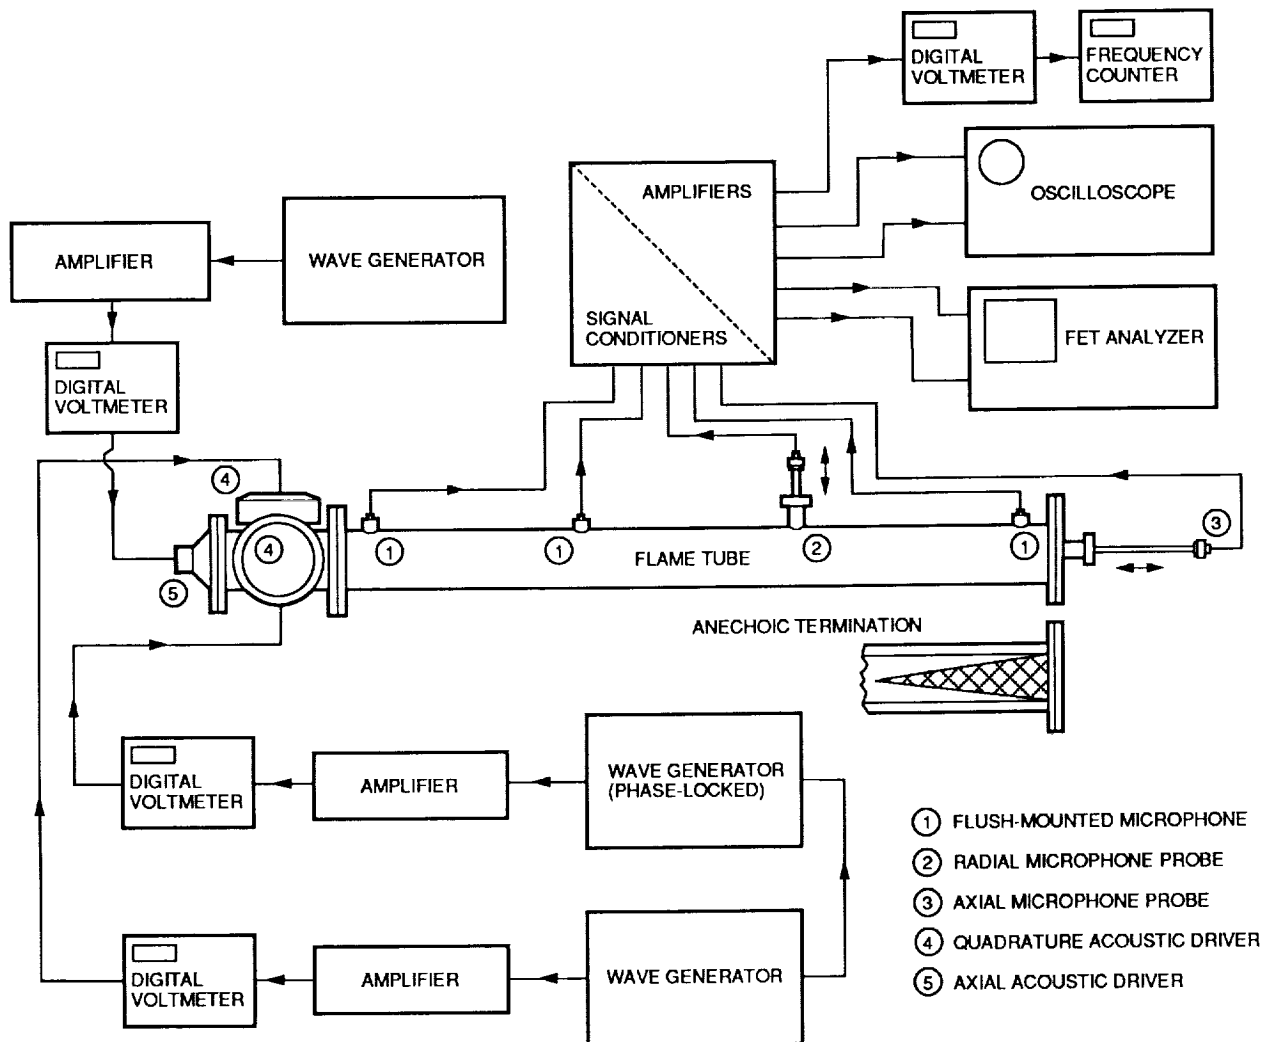 DIGITAL
VOLTMETER
FREQUENCY
COUNTER
AMPLIFIERS
OSCILLOSCOPE
AMPLIFIER
WAVE GENERATOR
SIGNAL
CONDITIONERS
FET ANALYZER
DIGITAL
VOLTMETER
4
4
1
1
2
1
3
FLAME TUBE
5
ANECHOIC TERMINATION
DIGITAL
VOLTMETER
AMPLIFIER
WAVE GENERATOR
(PHASE-LOCKED)
1 FLUSH-MOUNTED MICROPHONE
2 RADIAL MICROPHONE PROBE
3 AXIAL MICROPHONE PROBE
4 QUADRATURE ACOUSTIC DRIVER
5 AXIAL ACOUSTIC DRIVER
DIGITAL
VOLTMETER
AMPLIFIER
WAVE GENERATOR